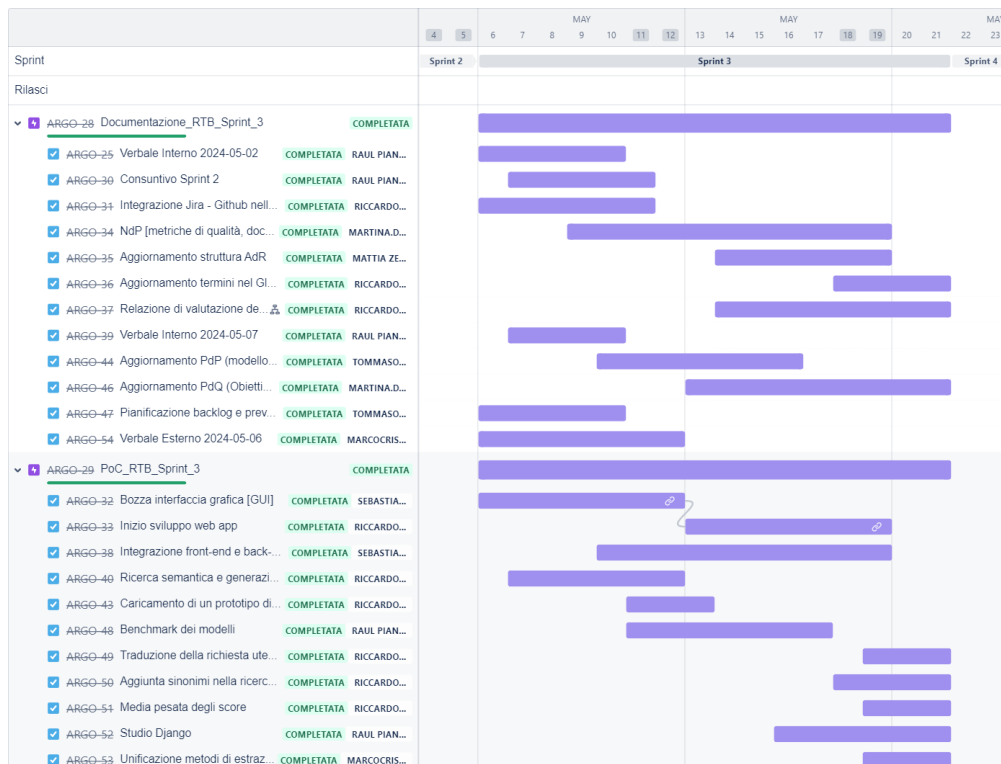 MAY MAY MAY
4 5 6 7 8 9 10 11 12 13 14 15 16 17 18 19 20 21 22 23
Sprint Sprint 2 Sprint 3 Sprint 4
Rilasci
ARGO-28 Documentazione_RTB_Sprint_3 COMPLETATA
ARGO-25 Verbale Interno 2024-05-02 COMPLETATA RAUL PIAN...
ARGO-30 Consuntivo Sprint 2 COMPLETATA RAUL PIAN...
ARGO-31 Integrazione Jira - Github nell... COMPLETATA RICCARDO...
ARGO-34 NdP [metriche di qualità, doc... COMPLETATA MARTINA.D...
ARGO-35 Aggiornamento struttura AdR COMPLETATA MATTIA ZE...
ARGO-36 Aggiornamento termini nel Gl... COMPLETATA RICCARDO...
ARGO-37 Relazione di valutazione de... COMPLETATA RICCARDO...
ARGO-39 Verbale Interno 2024-05-07 COMPLETATA RAUL PIAN...
ARGO-44 Aggiornamento PdP (modello... COMPLETATA TOMMASO...
ARGO-46 Aggiornamento PdQ (Obietti... COMPLETATA MARTINA.D...
ARGO-47 Pianificazione backlog e prev... COMPLETATA TOMMASO...
ARGO-54 Verbale Esterno 2024-05-06 COMPLETATA MARCOCRIS...
ARGO-29 PoC_RTB_Sprint_3 COMPLETATA
ARGO-32 Bozza interfaccia grafica [GUI] COMPLETATA SEBASTIA...
ARGO-33 Inizio sviluppo web app COMPLETATA RICCARDO...
ARGO-38 Integrazione front-end e back-... COMPLETATA SEBASTIA...
ARGO-40 Ricerca semantica e generazi... COMPLETATA RICCARDO...
ARGO-43 Caricamento di un prototipo di... COMPLETATA RICCARDO...
ARGO-48 Benchmark dei modelli COMPLETATA RAUL PIAN...
ARGO-49 Traduzione della richiesta ute... COMPLETATA RICCARDO...
ARGO-50 Aggiunta sinonimi nella ricerc... COMPLETATA RICCARDO...
ARGO-51 Media pesata degli score COMPLETATA RICCARDO...
ARGO-52 Studio Django COMPLETATA RAUL PIAN...
ARGO-53 Unificazione metodi di estraz... COMPLETATA MARCOCRIS...